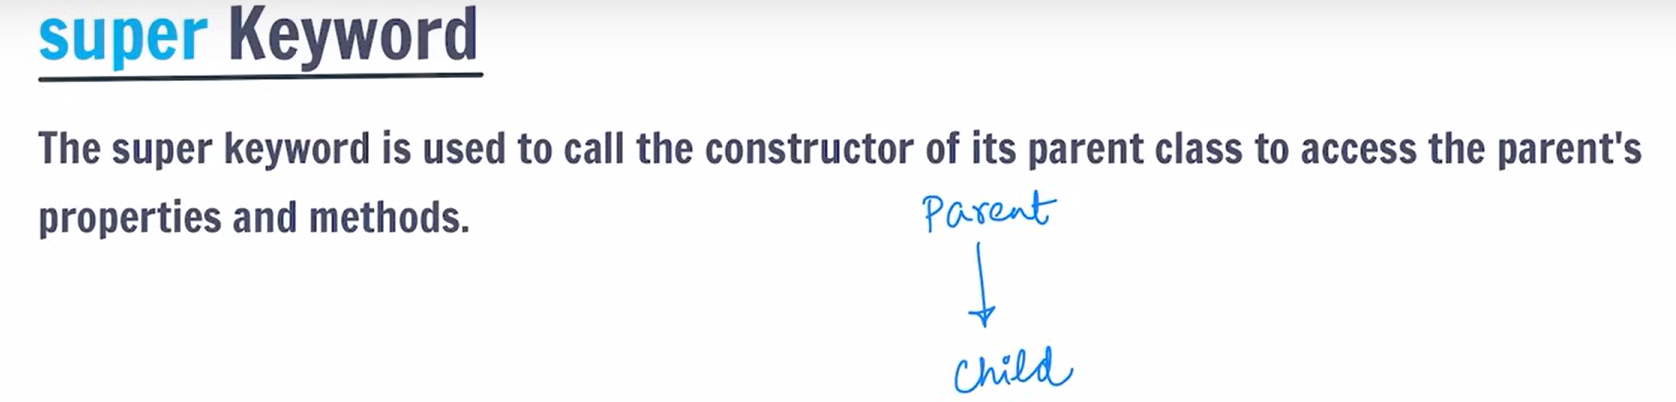 super Keyword
The super keyword is used to call the constructor of its parent class to access the parent's
properties and methods.
Parent
Child